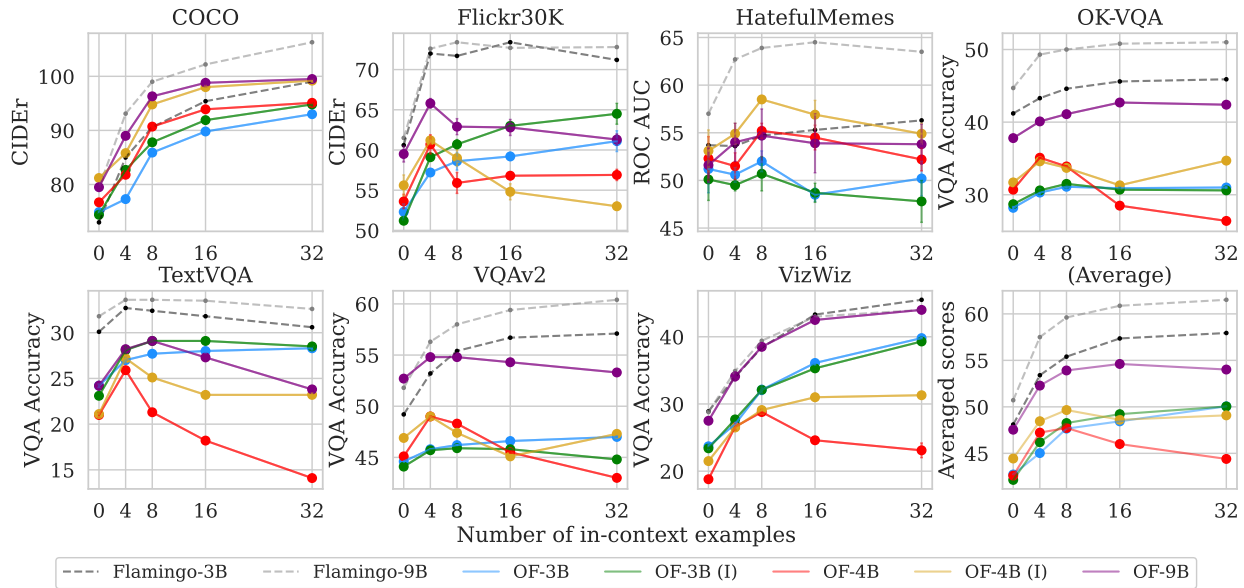 COCO Flickr30K HatefulMemes OK-VQA
CIDEr
100
90
80
0 4 8 16 32
CIDEr
70
65
60
55
50
0 4 8 16 32
ROC AUC
65
60
55
50
45
0 4 8 16 32
VQA Accuracy
50
40
30
0 4 8 16 32
TextVQA VQAv2 VizWiz (Average)
VQA Accuracy
30
25
20
15
0 4 8 16 32
VQA Accuracy
60
55
50
45
0 4 8 16 32
VQA Accuracy
40
30
20
0 4 8 16 32
Averaged scores
60
55
50
45
0 4 8 16 32
Number of in-context examples
Flamingo-3B Flamingo-9B OF-3B OF-3B (I) OF-4B OF-4B (I) OF-9B